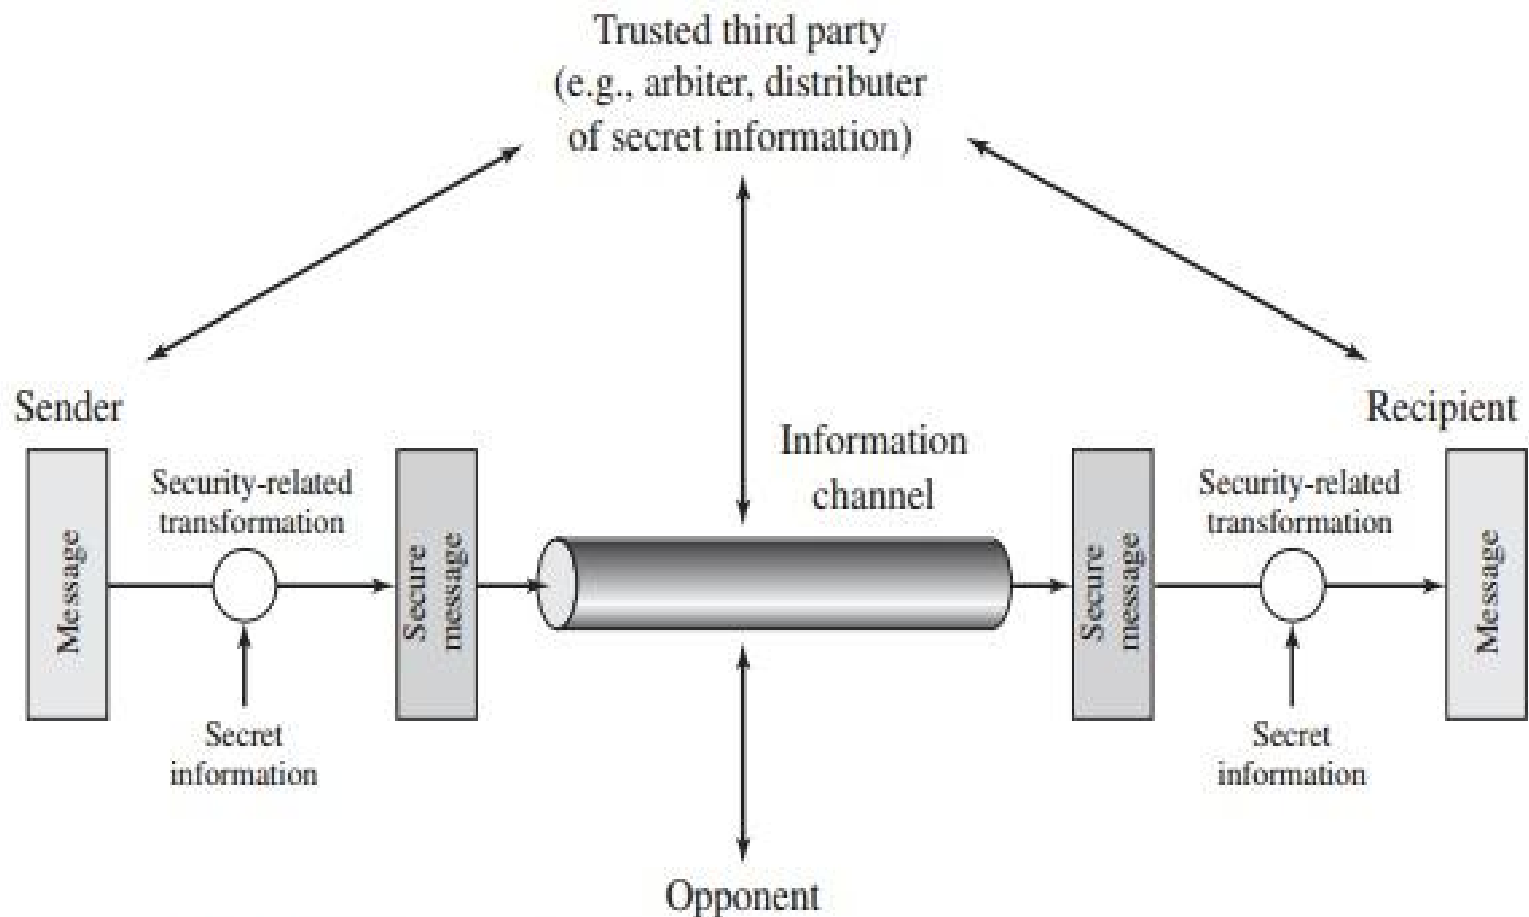 Trusted third party
(e.g., arbiter, distributer
of secret information)
Sender
Recipient
Information
channel
Security-related
transformation
Security-related
transformation
Message
Secure
message
Secure
message
Message
Secret
information
Secret
information
Opponent